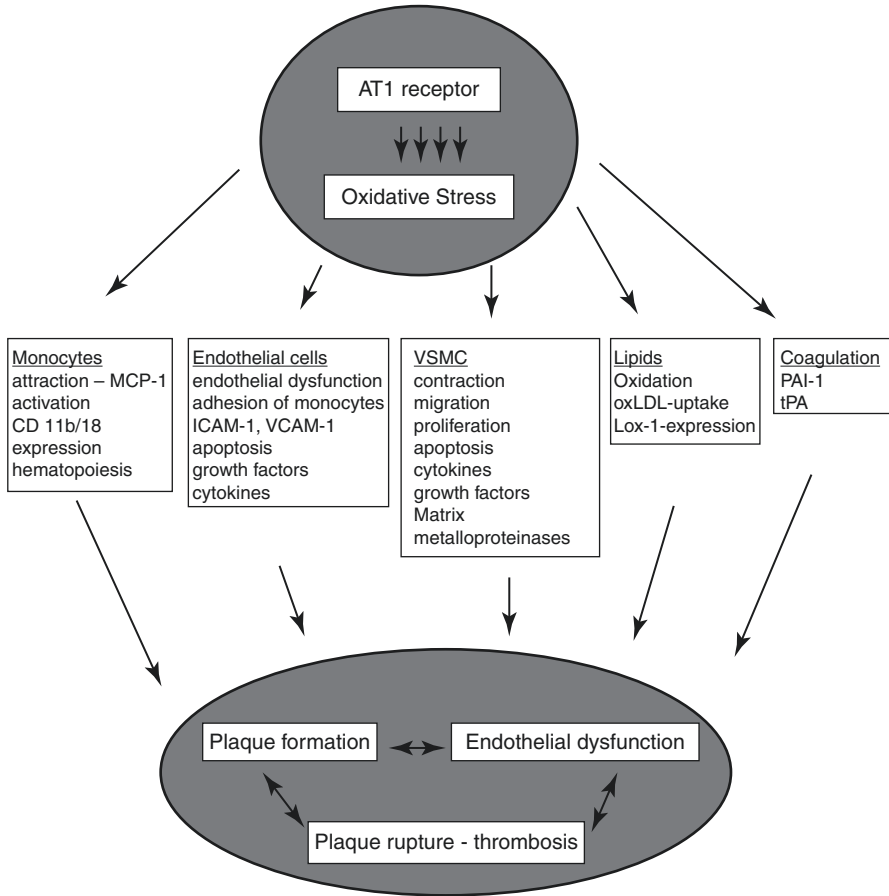 AT1 receptor
Oxidative Stress
Monocytes
attraction – MCP-1
activation
CD 11b/18
expression
hematopoiesis
Endothelial cells
endothelial dysfunction
adhesion of monocytes
ICAM-1, VCAM-1
apoptosis
growth factors
cytokines
VSMC
contraction
migration
proliferation
apoptosis
cytokines
growth factors
Matrix
metalloproteinases
Lipids
Oxidation
oxLDL-uptake
Lox-1-expression
Coagulation
PAI-1
tPA
Plaque formation
Endothelial dysfunction
Plaque rupture - thrombosis